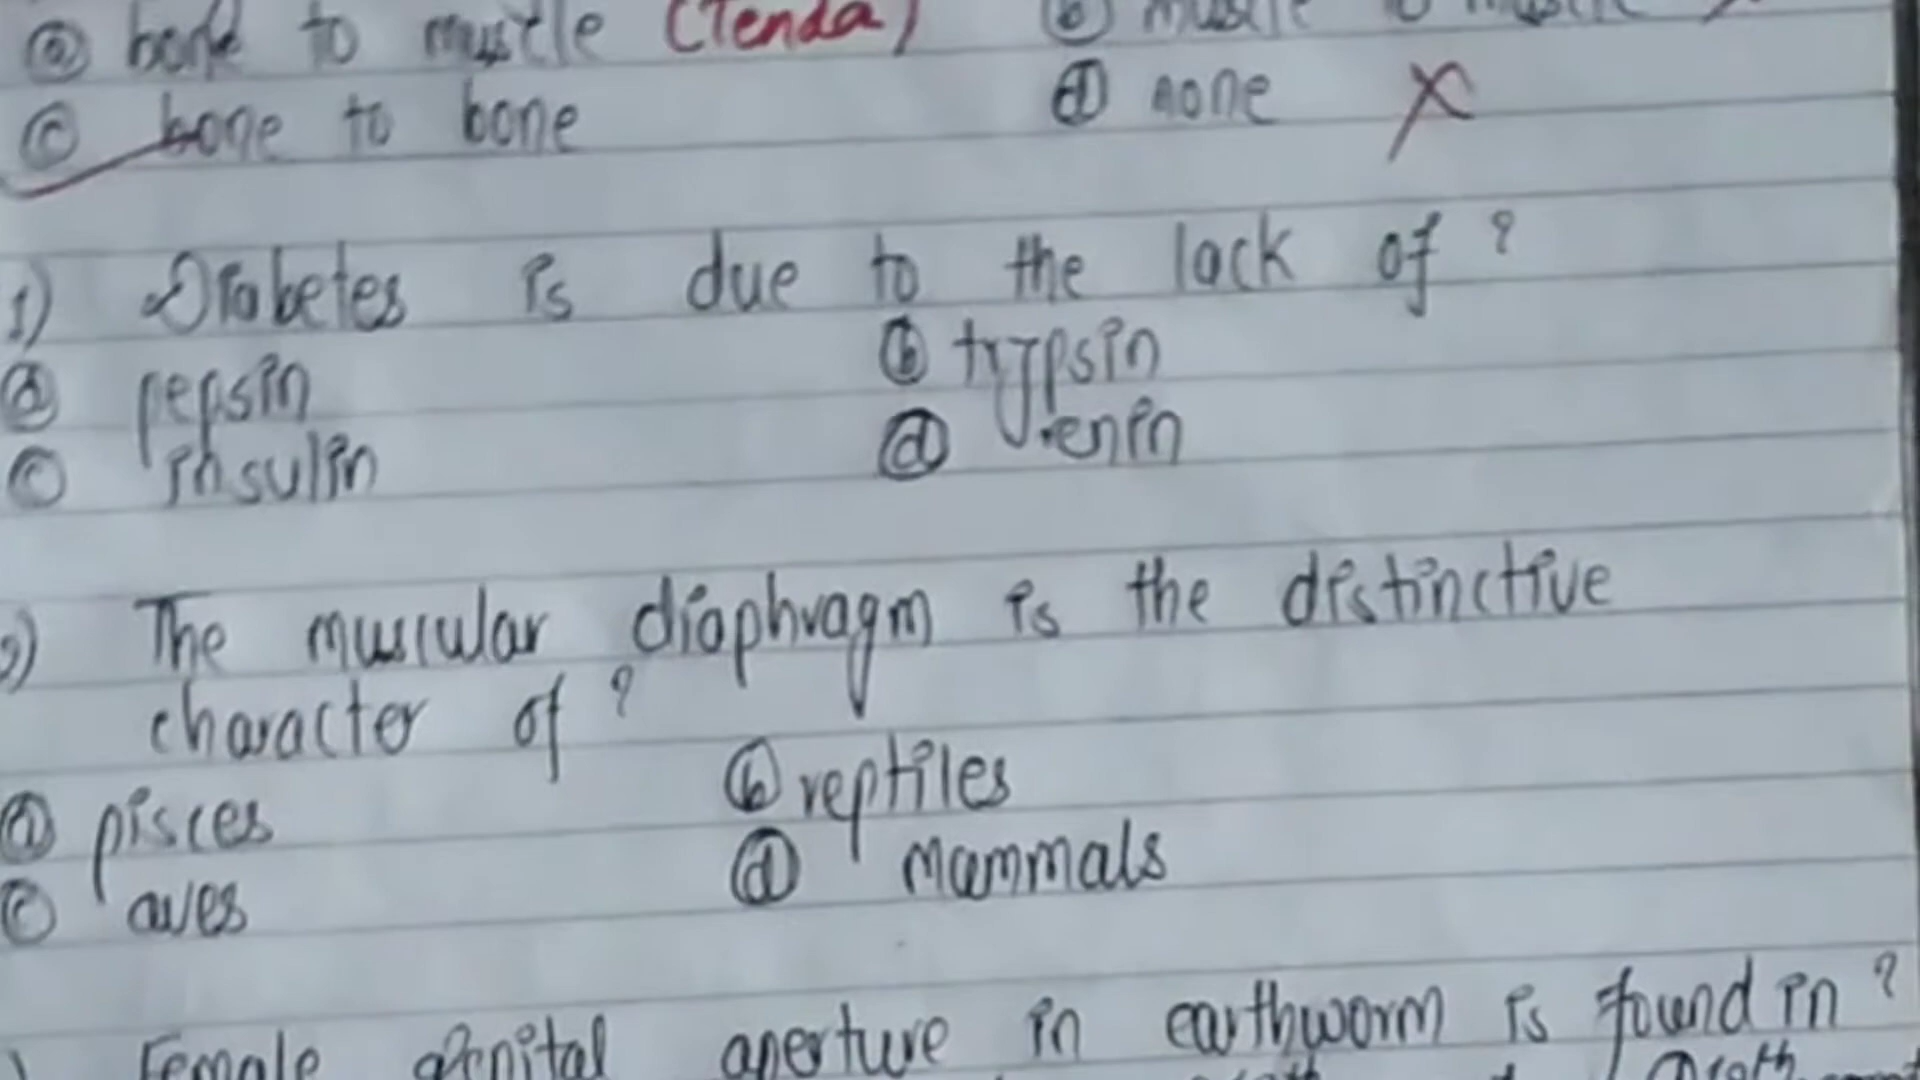 ⓐ bone to muscle (Tenda) ⓑ muscle to muscle
ⓒ bone to bone ⓓ none X
1) Diabetes is due to the lack of ?
ⓐ pepsin ⓑ trypsin
ⓒ insulin ⓓ renin
2) The muscular diaphragm is the distinctive
character of ?
ⓐ pisces ⓑ reptiles
ⓒ aves ⓓ mammals
Female genital aperture in earthworm is found in ?